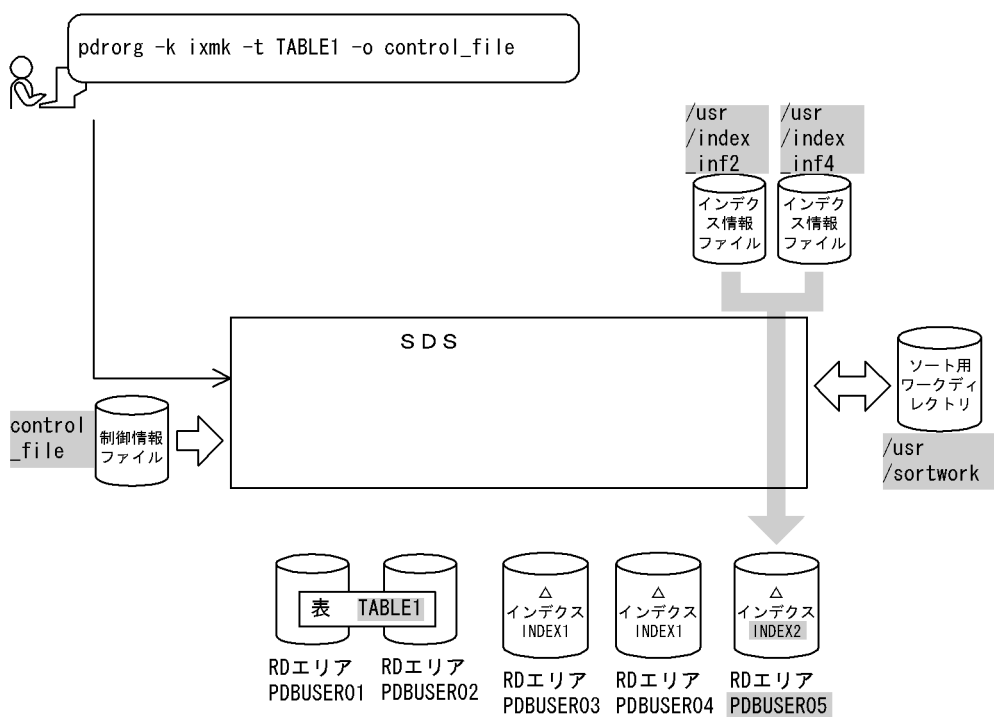 pdrorg -k ixmk -t TABLE1 -o control_file
/usr
/index
_inf2
/usr
/index
_inf4
インデク
ス情報
ファイル
インデク
ス情報
ファイル
ＳＤＳ
ソート用
ワークディ
レクトリ
/usr
/sortwork
control
_file
制御情報
ファイル
表 TABLE1
RDエリア
PDBUSER01
RDエリア
PDBUSER02
△
インデクス
INDEX1
RDエリア
PDBUSER03
△
インデクス
INDEX1
RDエリア
PDBUSER04
△
インデクス
INDEX2
RDエリア
PDBUSER05